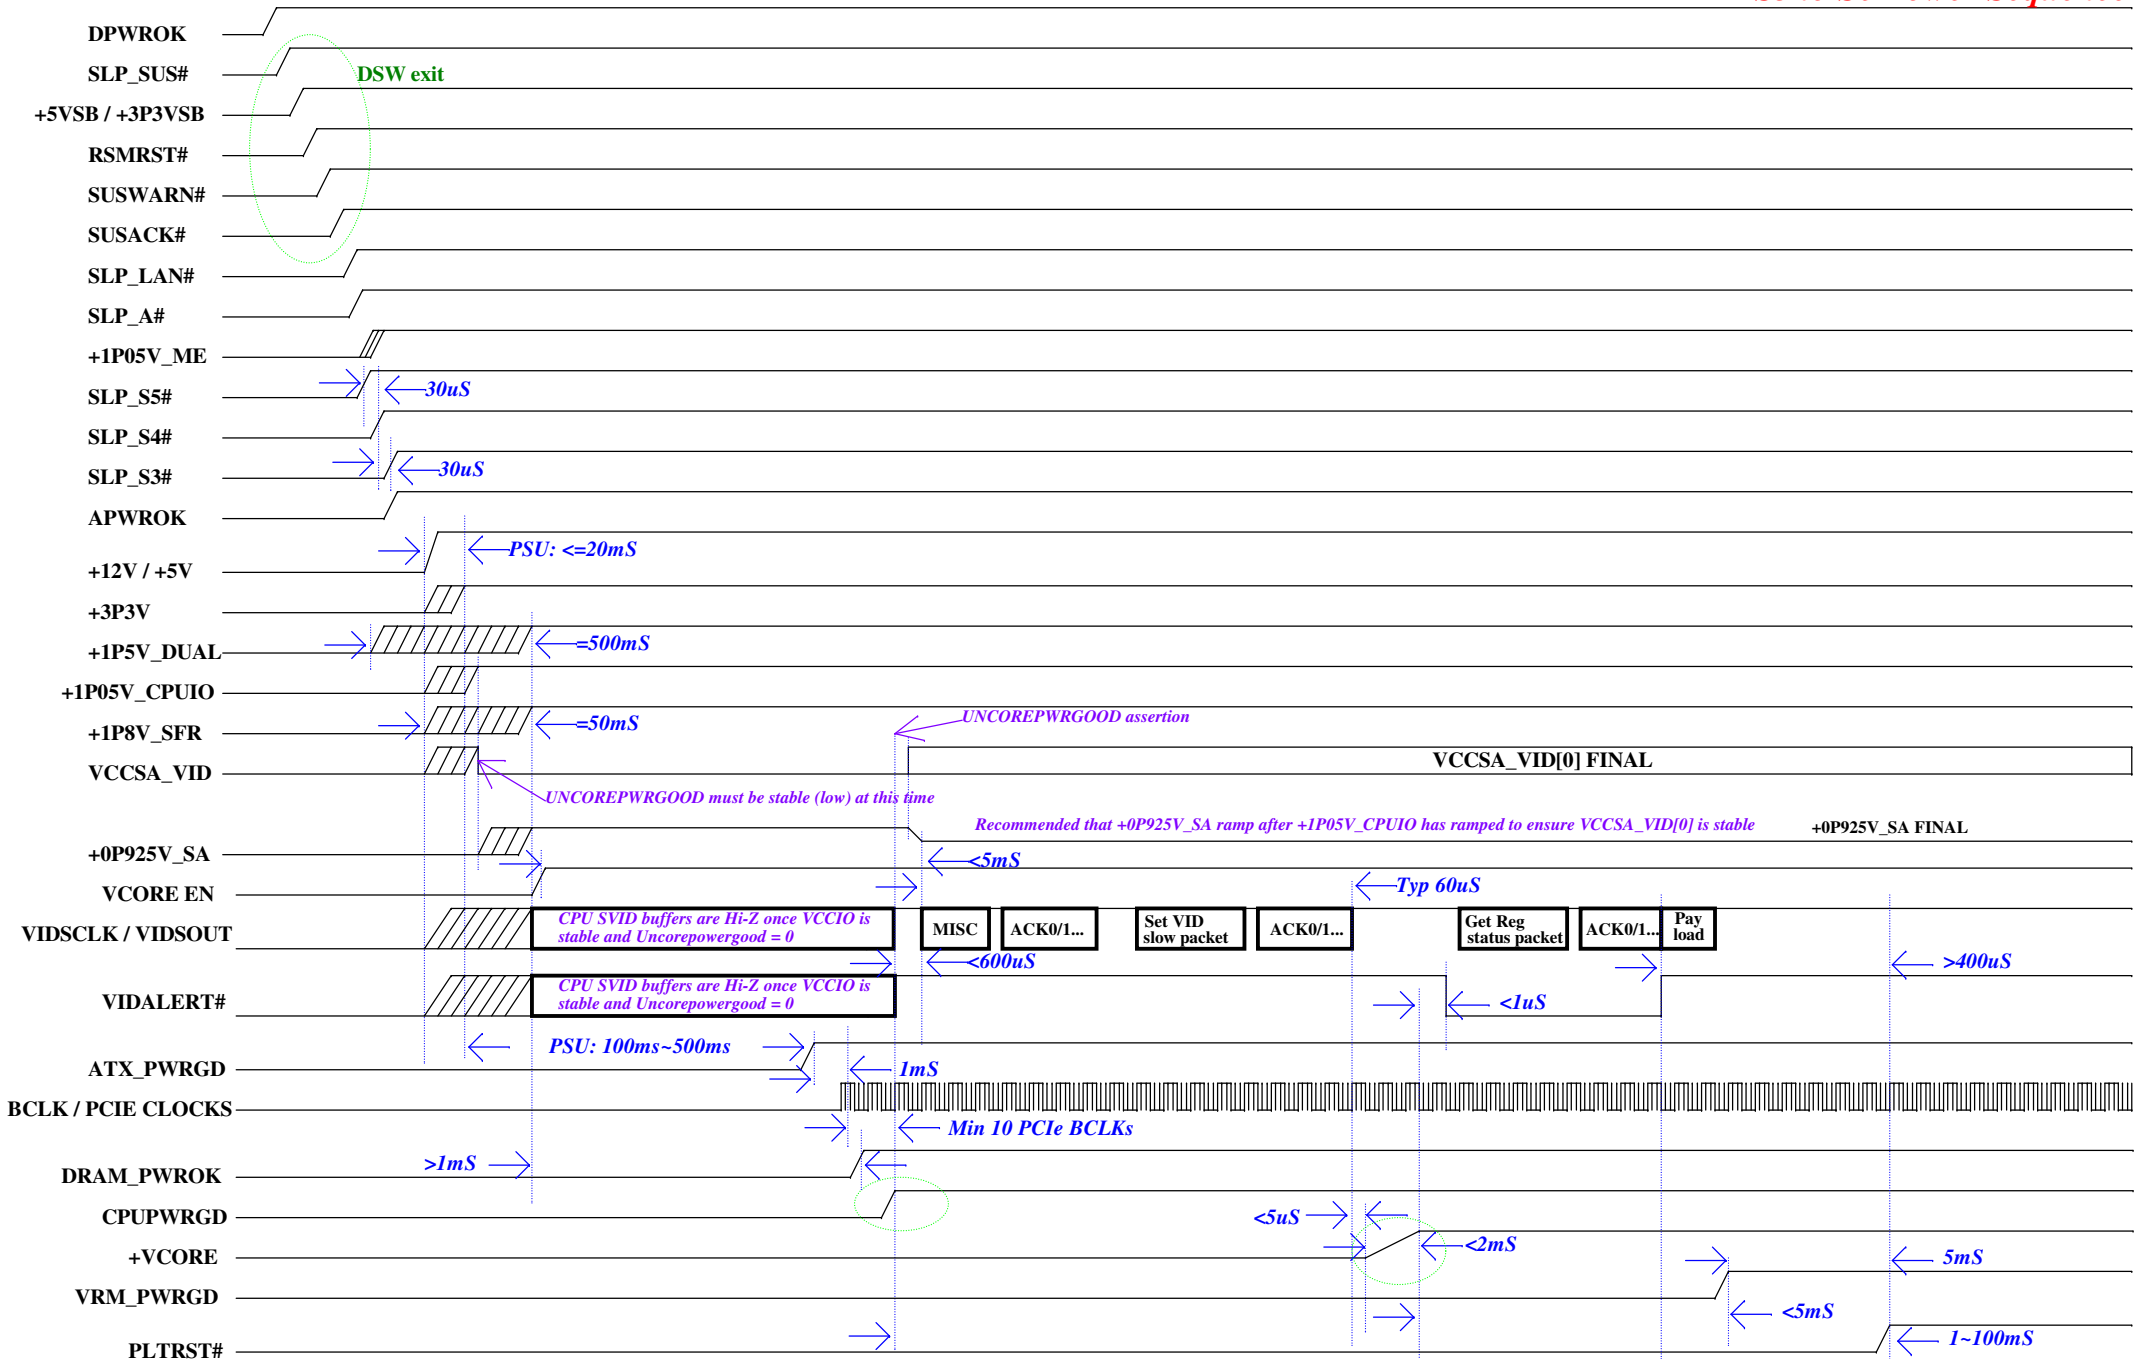 DPWROK
SLP_SUS#
DSW exit
+5VSB / +3P3VSB
RSMRST#
SUSWARN#
SUSACK#
SLP_LAN#
SLP_A#
+1P05V_ME
SLP_S5#
30uS
SLP_S4#
SLP_S3#
30uS
APWROK
+12V / +5V
PSU: <=20mS
+3P3V
+1P5V_DUAL
=500mS
+1P05V_CPUIO
+1P8V_SFR
=50mS
UNCOREPWRGOOD assertion
VCCSA_VID
VCCSA_VID[0] FINAL
UNCOREPWRGOOD must be stable (low) at this time
Recommended that +0P925V_SA ramp after +1P05V_CPUIO has ramped to ensure VCCSA_VID[0] is stable
+0P925V_SA FINAL
+0P925V_SA
<5mS
VCORE EN
Typ 60uS
VIDSCLK / VIDSOUT
CPU SVID buffers are Hi-Z once VCCIO is
stable and Uncorepowergood = 0
MISC
ACK0/1...
Set VID
slow packet
ACK0/1...
Get Reg
status packet
ACK0/1...
Pay
load
<600uS
>400uS
VIDALERT#
CPU SVID buffers are Hi-Z once VCCIO is
stable and Uncorepowergood = 0
<1uS
PSU: 100ms~500ms
ATX_PWRGD
1mS
BCLK / PCIE CLOCKS
Min 10 PCIe BCLKs
>1mS
DRAM_PWROK
CPUPWRGD
<5uS
+VCORE
<2mS
5mS
VRM_PWRGD
<5mS
PLTRST#
1~100mS